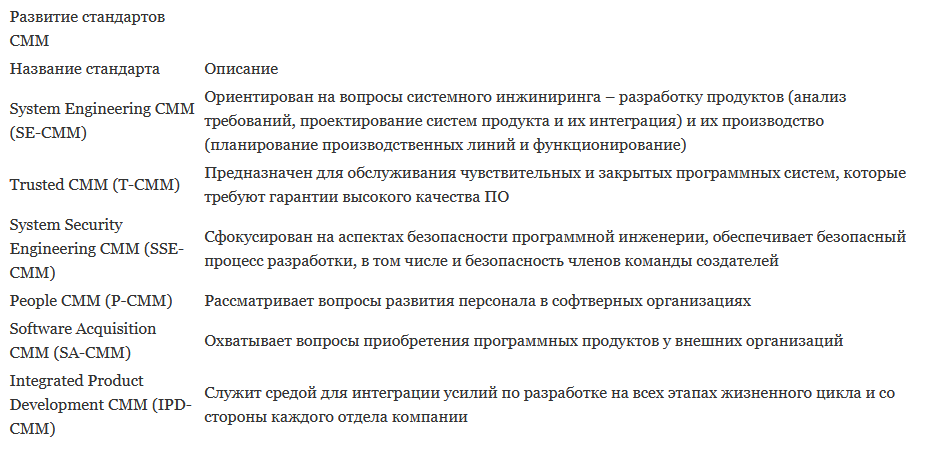 Развитие стандартов
СММ
Название стандарта
Описание
System Engineering CMM
(SE-CMM)
Ориентирован на вопросы системного инжиниринга – разработку продуктов (анализ
требований, проектирование систем продукта и их интеграция) и их производство
(планирование производственных линий и функционирование)
Trusted CMM (T-CMM)
Предназначен для обслуживания чувствительных и закрытых программных систем, которые
требуют гарантии высокого качества ПО
System Security
Engineering CMM (SSE-
CMM)
Сфокусирован на аспектах безопасности программной инженерии, обеспечивает безопасный
процесс разработки, в том числе и безопасность членов команды создателей
People CMM (P-CMM)
Рассматривает вопросы развития персонала в софтверных организациях
Software Acquisition
CMM (SA-CMM)
Охватывает вопросы приобретения программных продуктов у внешних организаций
Integrated Product
Development CMM (IPD-
CMM)
Служит средой для интеграции усилий по разработке на всех этапах жизненного цикла и со
стороны каждого отдела компании